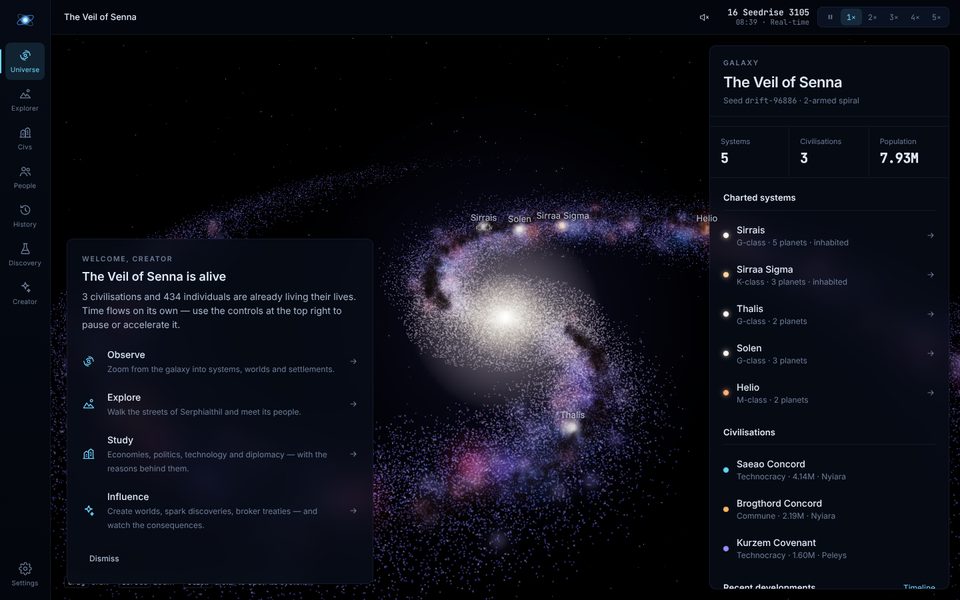 The Veil of Senna
16 Seedrise 3105
08:39 · Real-time
1×
2×
3×
4×
5×
Universe
Explorer
Civs
People
History
Discovery
Creator
Settings
Sirrais
Solen
Sirraa Sigma
Helio
Thalis
WELCOME, CREATOR
The Veil of Senna is alive
3 civilisations and 434 individuals are already living their lives.
Time flows on its own — use the controls at the top right to
pause or accelerate it.
Observe
Zoom from the galaxy into systems, worlds and settlements.
Explore
Walk the streets of Serphialthil and meet its people.
Study
Economies, politics, technology and diplomacy — with the
reasons behind them.
Influence
Create worlds, spark discoveries, broker treaties — and
watch the consequences.
Dismiss
GALAXY
The Veil of Senna
Seed drift-96886 · 2-armed spiral
Systems
5
Civilisations
3
Population
7.93M
Charted systems
Sirrais
G-class · 5 planets · inhabited
Sirraa Sigma
K-class · 3 planets · inhabited
Thalis
G-class · 2 planets
Solen
G-class · 3 planets
Helio
M-class · 2 planets
Civilisations
Saeao Concord
Technocracy · 4.14M · Nyiara
Brogthord Concord
Commune · 2.19M · Nyiara
Kurzem Covenant
Technocracy · 1.60M · Peleys
Recent developments
Timeline